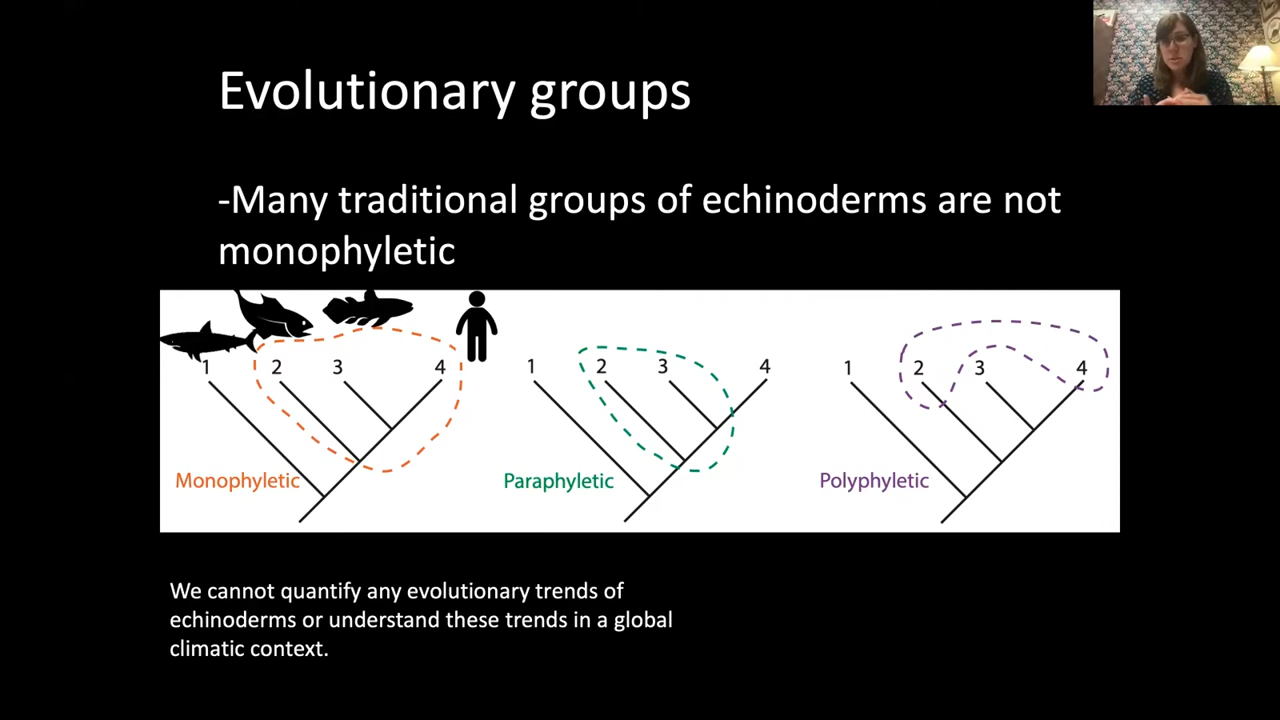 Evolutionary groups
-Many traditional groups of echinoderms are not
monophyletic
1 2 3 4 1 2 3 4 1 2 3 4
Monophyletic Paraphyletic Polyphyletic
We cannot quantify any evolutionary trends of
echinoderms or understand these trends in a global
climatic context.